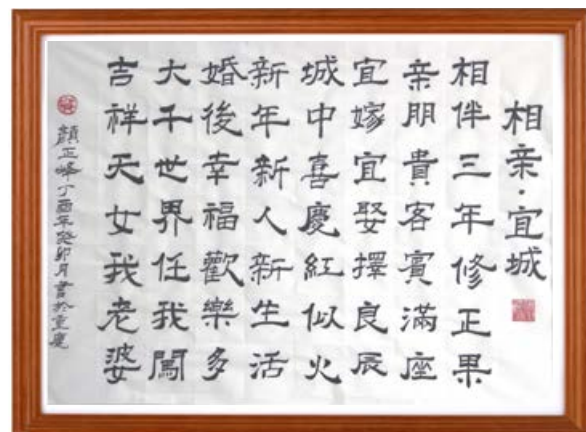 相亲·宜城
相伴三年修正果
亲朋貴客賓滿座
宜嫁宜娶擇良辰
城中喜慶紅似火
新年新人新生活
婚後幸福歡樂多
大千世界任我闖
吉祥天女我老婆
顏正峰丁酉年癸卯月書於重慶